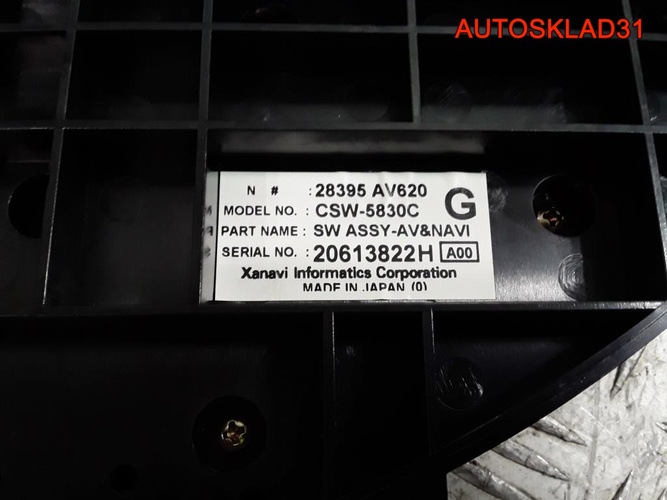 AUTOSKLAD31
N # : 28395 AV620
G
MODEL NO. : CSW-5830C
PART NAME : SW ASSY-AV&NAVI
SERIAL NO. : 20613822H A00
Xanavi Informatics Corporation
MADE IN JAPAN (0)